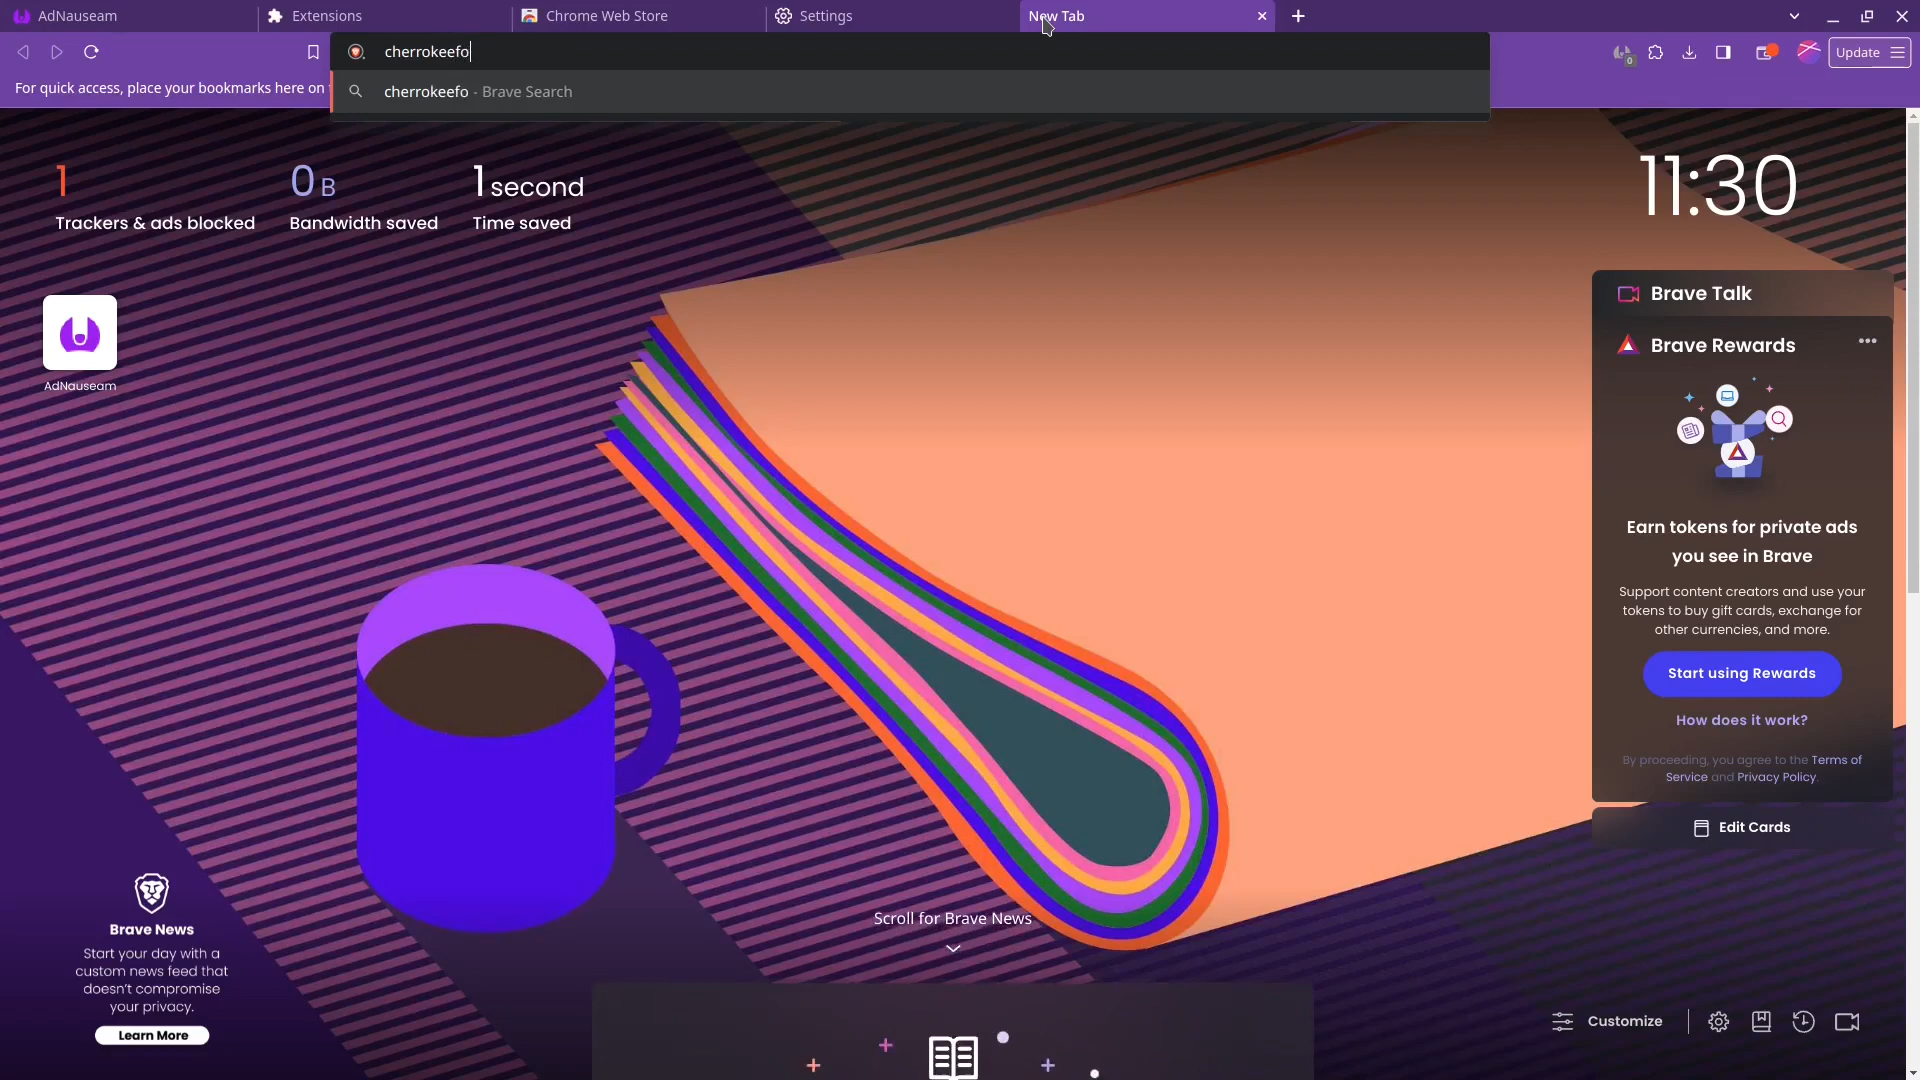 AdNauseam
Extensions
Chrome Web Store
Settings
New Tab
cherrokeefo
0
Update
For quick access, place your bookmarks here on
cherrokeefo - Brave Search
1
Trackers & ads blocked
0 B
Bandwidth saved
1 second
Time saved
11:30
AdNauseam
Brave Talk
Brave Rewards
Earn tokens for private ads
you see in Brave
Support content creators and use your
tokens to buy gift cards, exchange for
other currencies, and more.
Start using Rewards
How does it work?
By proceeding, you agree to the Terms of
Service and Privacy Policy.
Edit Cards
Scroll for Brave News
Brave News
Start your day with a
custom news feed that
doesn't compromise
your privacy.
Learn More
Customize